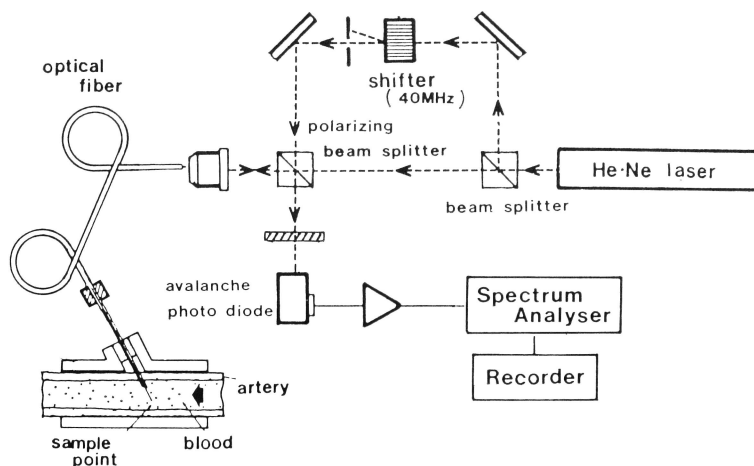 optical
fiber
shifter
(40MHz)
polarizing
beam splitter
He·Ne laser
beam splitter
avalanche
photo diode
Spectrum
Analyser
Recorder
artery
sample
point
blood